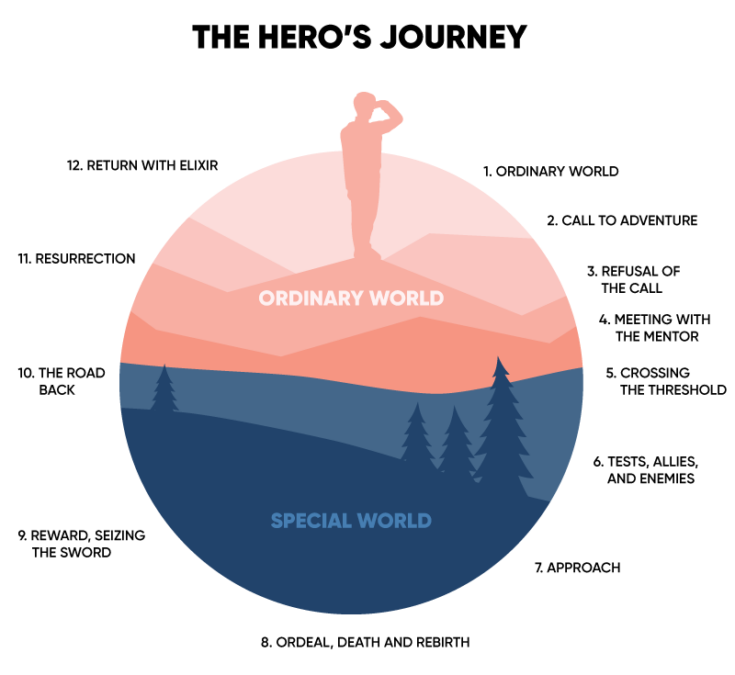 THE HERO'S JOURNEY
12. RETURN WITH ELIXIR
1. ORDINARY WORLD
2. CALL TO ADVENTURE
11. RESURRECTION
3. REFUSAL OF
THE CALL
ORDINARY WORLD
4. MEETING WITH
THE MENTOR
10. THE ROAD
BACK
5. CROSSING
THE THRESHOLD
6. TESTS, ALLIES,
AND ENEMIES
SPECIAL WORLD
9. REWARD, SEIZING
THE SWORD
7. APPROACH
8. ORDEAL, DEATH AND REBIRTH